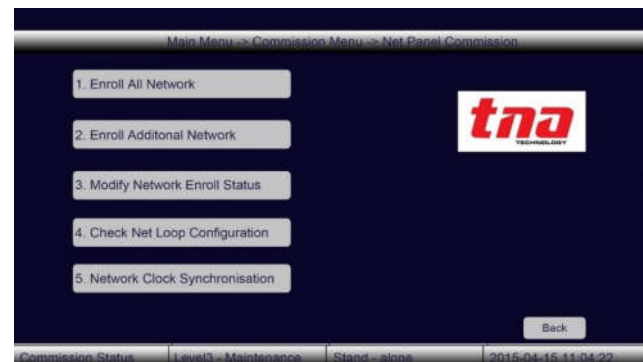 Main Menu -> Commission Menu -> Net Panel Commission
1. Enroll All Network
2. Enroll Additonal Network
3. Modify Network Enroll Status
4. Check Net Loop Configuration
5. Network Clock Synchronisation
tna
TECHNOLOGY
Back
Commission Status Level3 - Maintenance Stand - alone 2015-04-15 11:04:22